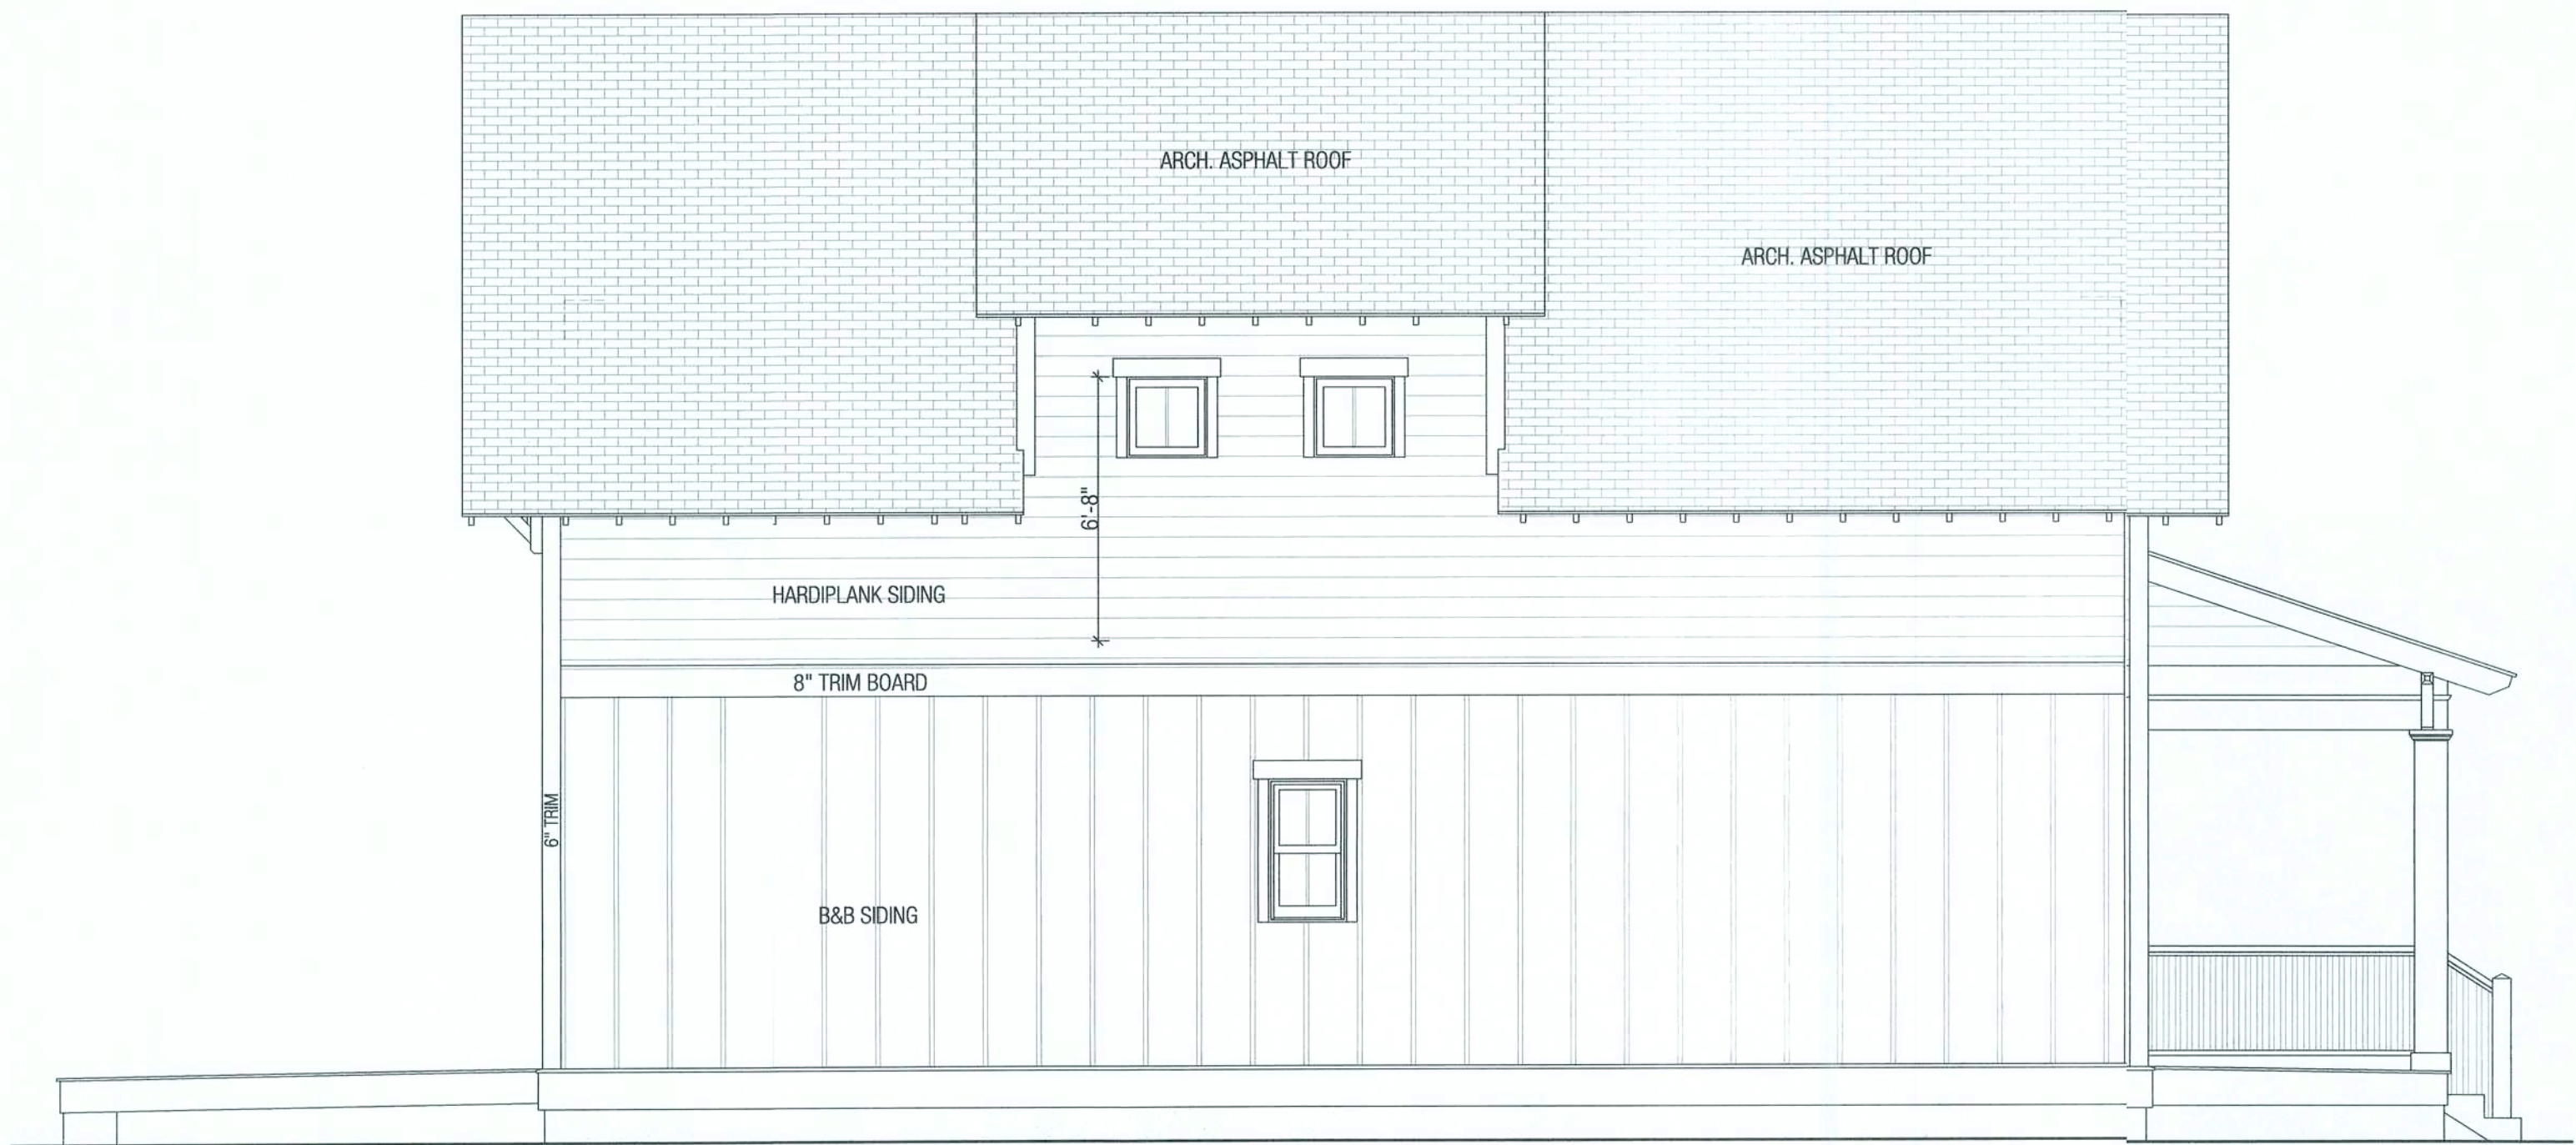 ARCH. ASPHALT ROOF
ARCH. ASPHALT ROOF
6'-8"
HARDIPLANK SIDING
8" TRIM BOARD
6" TRIM
B&B SIDING